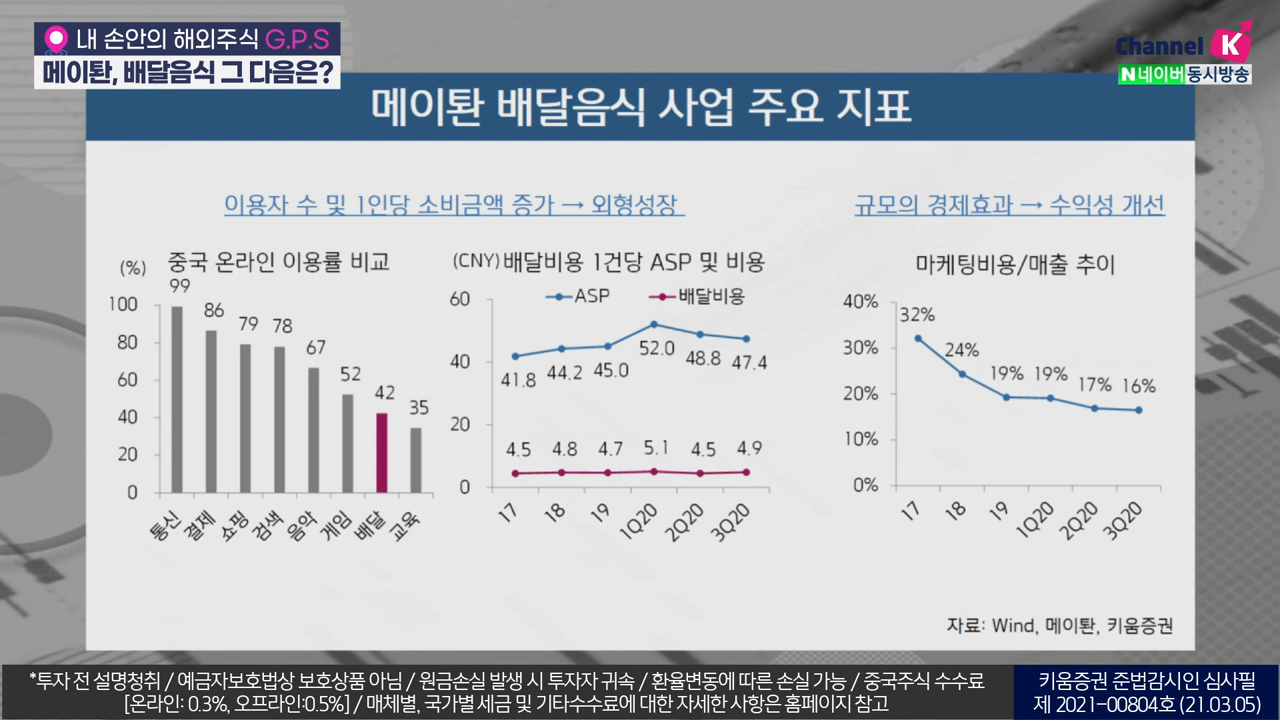 내 손안의 해외주식 G.P.S
메이퇀, 배달음식 그 다음은?
Channel K
N 네이버 동시방송
메이퇀 배달음식 사업 주요 지표
이용자 수 및 1인당 소비금액 증가 → 외형성장
규모의 경제효과 → 수익성 개선
(%) 중국 온라인 이용률 비교
100
80
60
40
20
0
99
86
79
78
67
52
42
35
통신
결제
쇼핑
검색
음악
게임
배달
교육
(CNY) 배달비용 1건당 ASP 및 비용
ASP
배달비용
60
40
20
0
41.8
44.2
45.0
52.0
48.8
47.4
4.5
4.8
4.7
5.1
4.5
4.9
17
18
19
1Q20
2Q20
3Q20
마케팅비용/매출 추이
40%
30%
20%
10%
0%
32%
24%
19%
19%
17%
16%
17
18
19
1Q20
2Q20
3Q20
자료: Wind, 메이퇀, 키움증권
*투자 전 설명청취 / 예금자보호법상 보호상품 아님 / 원금손실 발생 시 투자자 귀속 / 환율변동에 따른 손실 가능 / 중국주식 수수료
[온라인: 0.3%, 오프라인:0.5%] / 매체별, 국가별 세금 및 기타수수료에 대한 자세한 사항은 홈페이지 참고
키움증권 준법감시인 심사필
제 2021-00804호 (21.03.05)